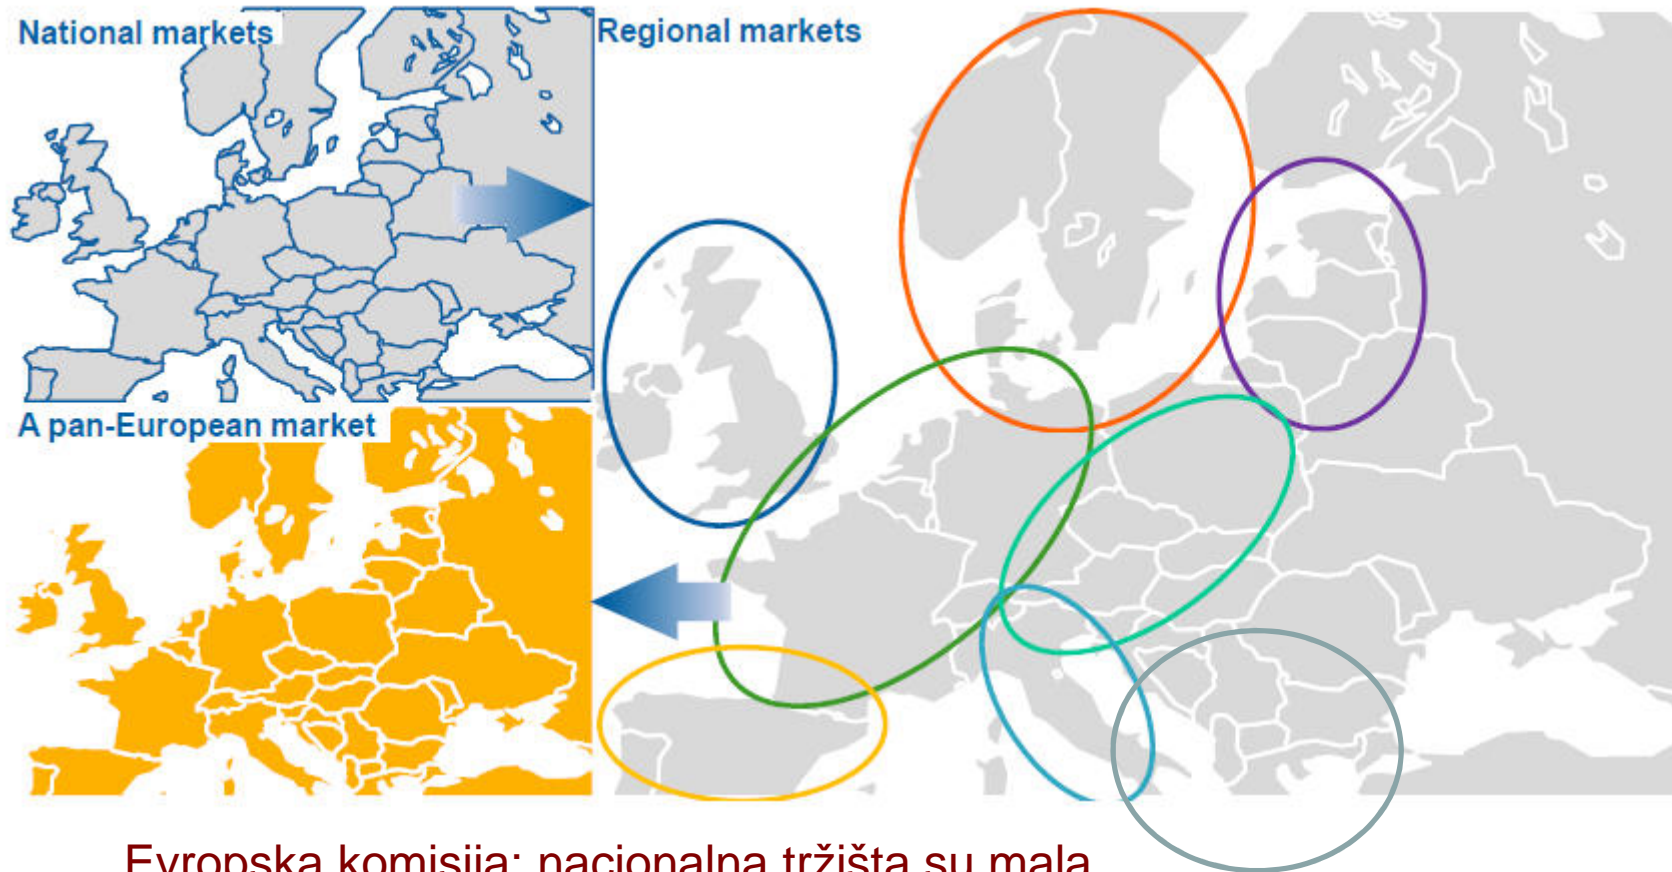 National markets
Regional markets
A pan-European market
Evropska komisija: nacionalna tržišta su mala